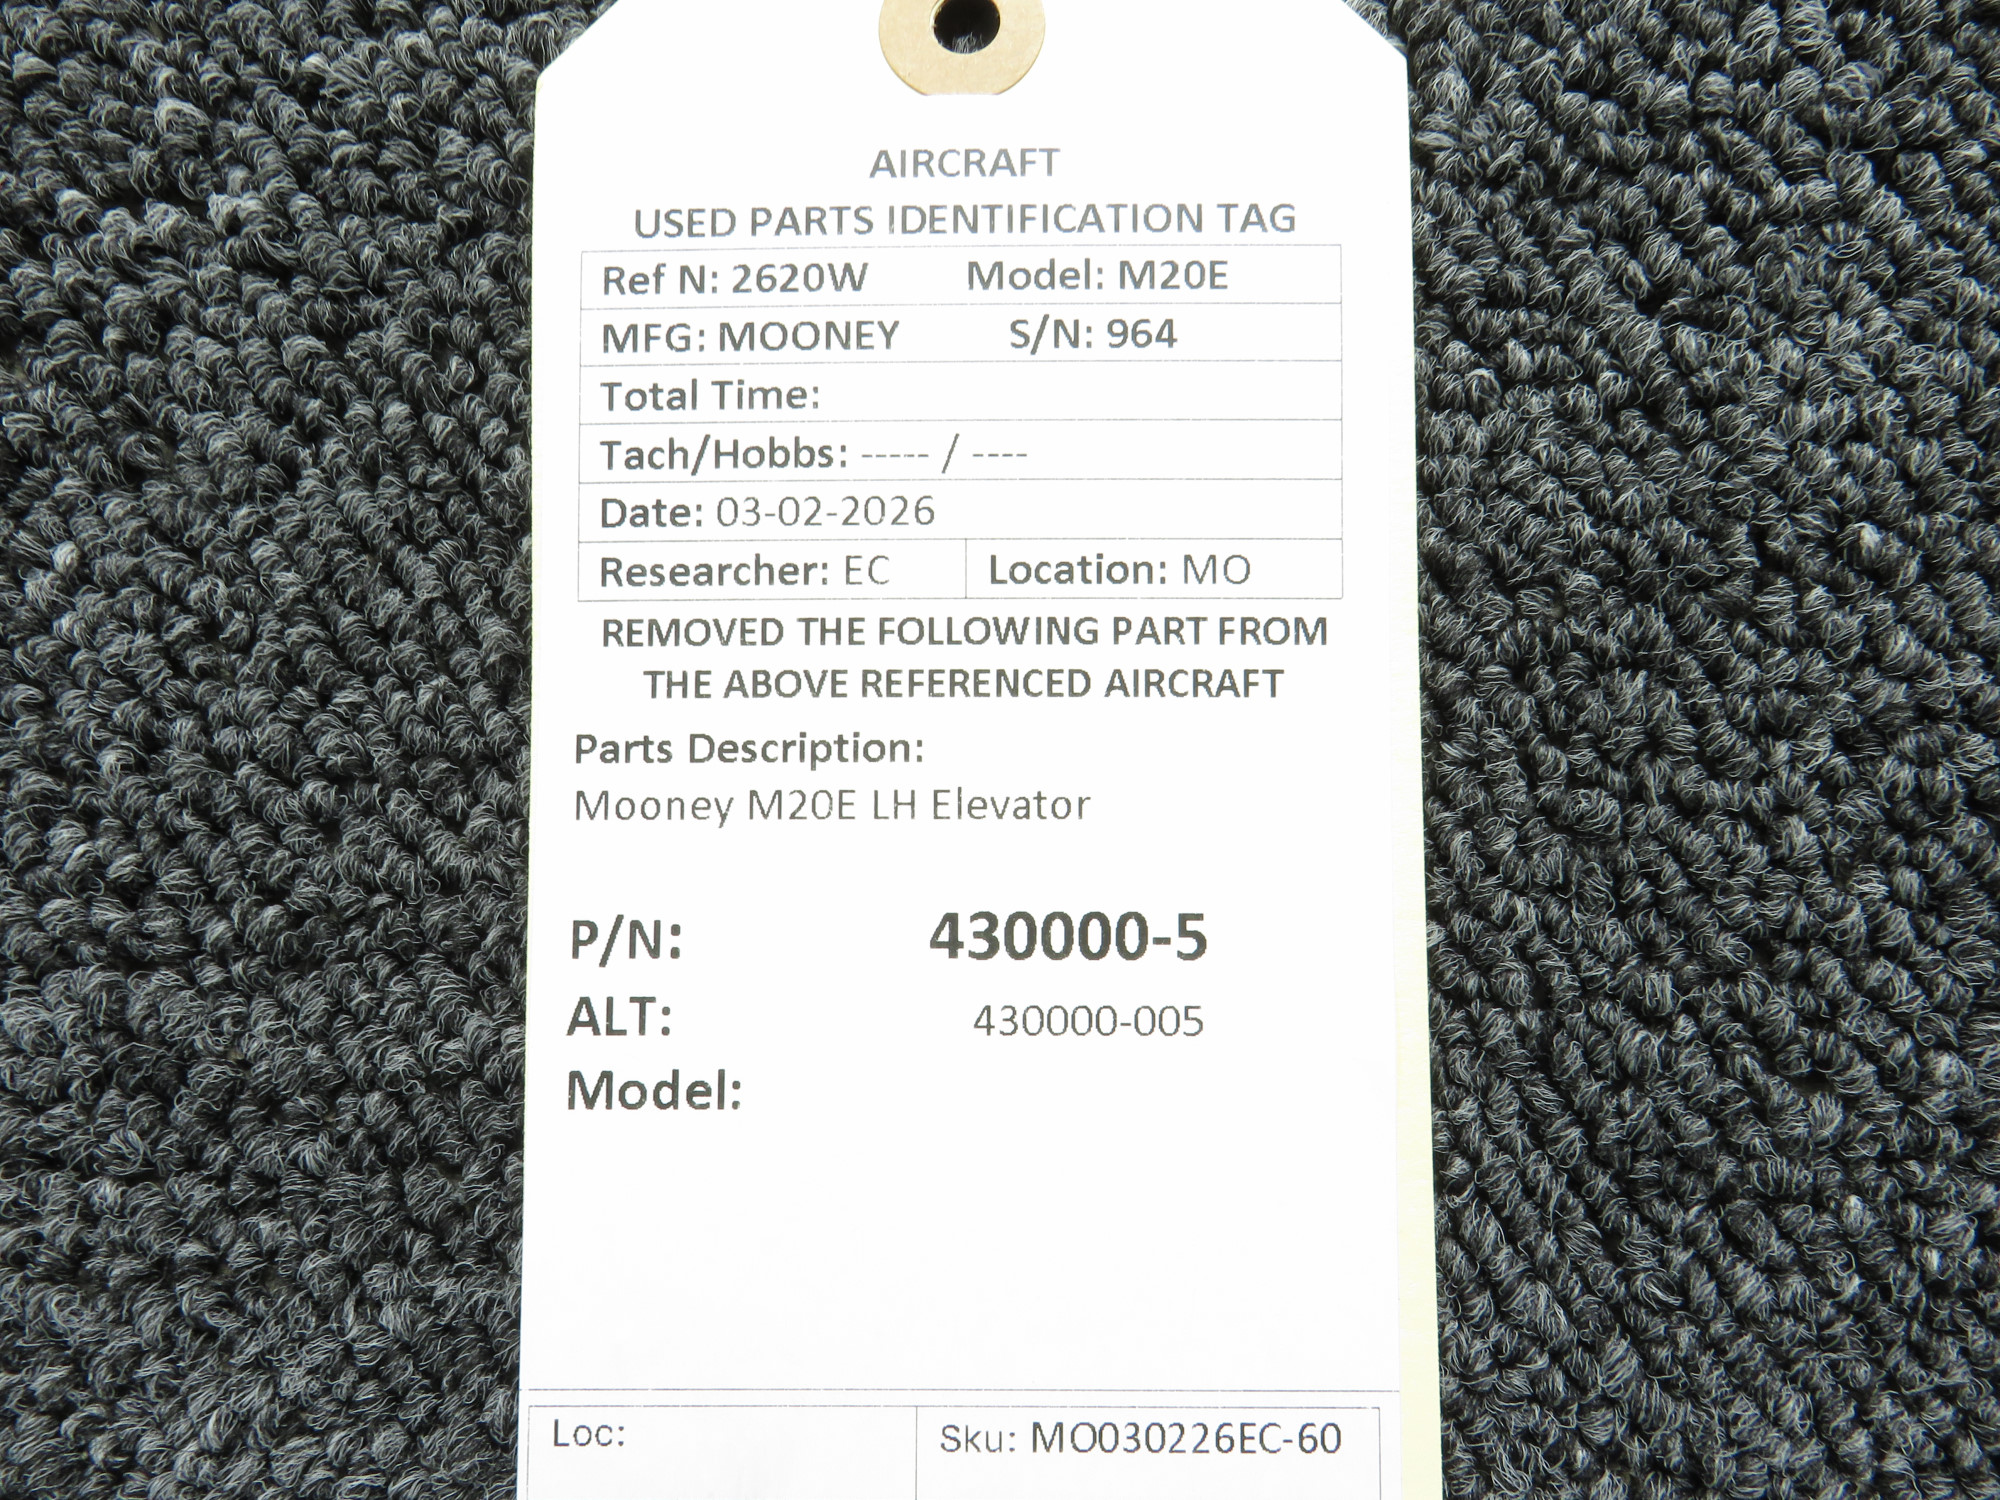 AIRCRAFT
USED PARTS IDENTIFICATION TAG
Ref N: 2620W Model: M20E
MFG: MOONEY S/N: 964
Total Time:
Tach/Hobbs: ----- / ----
Date: 03-02-2026
Researcher: EC Location: MO
REMOVED THE FOLLOWING PART FROM
THE ABOVE REFERENCED AIRCRAFT
Parts Description:
Mooney M20E LH Elevator
P/N: 430000-5
ALT: 430000-005
Model:
Loc: Sku: MO030226EC-60